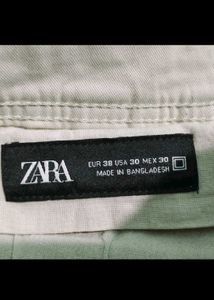 ZARA
EUR 38 USA 30 MEX 30
MADE IN BANGLADESH